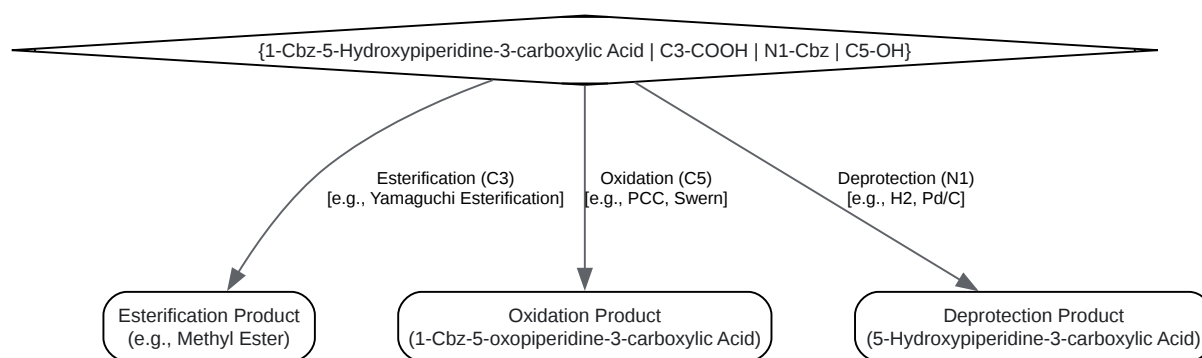 {1-Cbz-5-Hydroxypiperidine-3-carboxylic Acid | C3-COOH | N1-Cbz | C5-OH}
Esterification (C3)
[e.g., Yamaguchi Esterification]
Oxidation (C5)
[e.g., PCC, Swern]
Deprotection (N1)
[e.g., H2, Pd/C]
Esterification Product
(e.g., Methyl Ester)
Oxidation Product
(1-Cbz-5-oxopiperidine-3-carboxylic Acid)
Deprotection Product
(5-Hydroxypiperidine-3-carboxylic Acid)